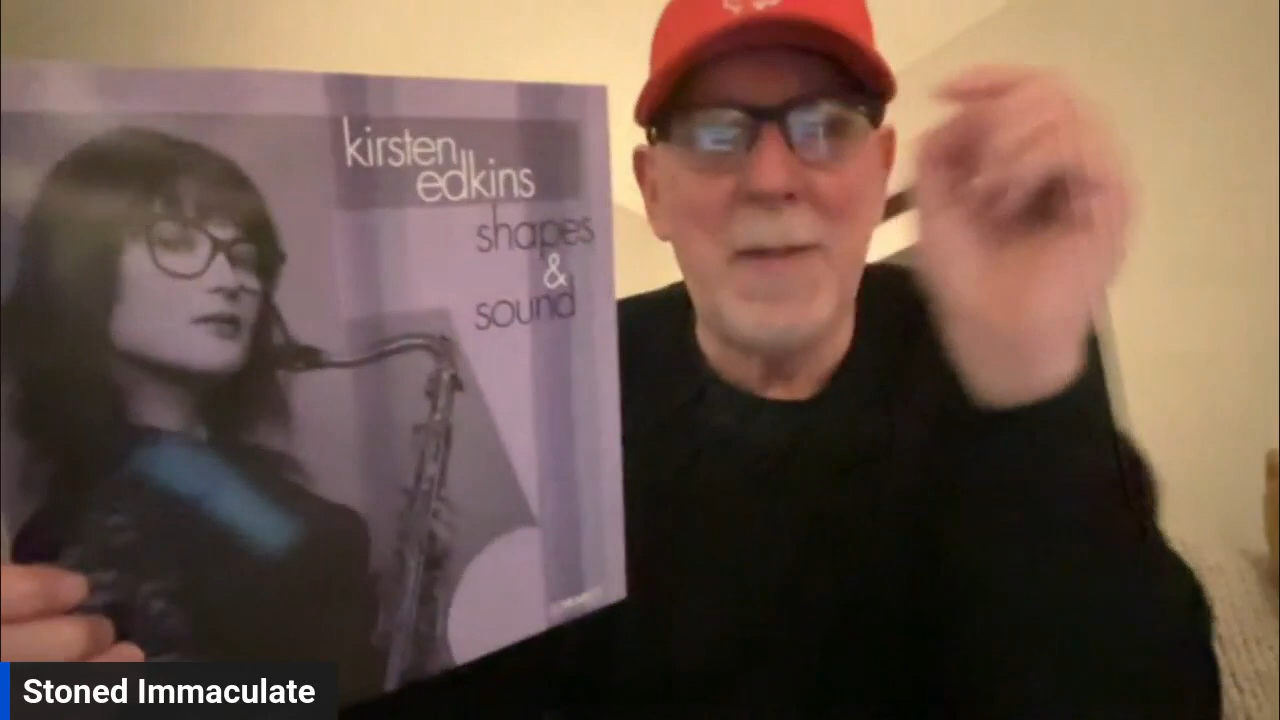 kirsten
edkins
shapes
&
sound
Stoned Immaculate